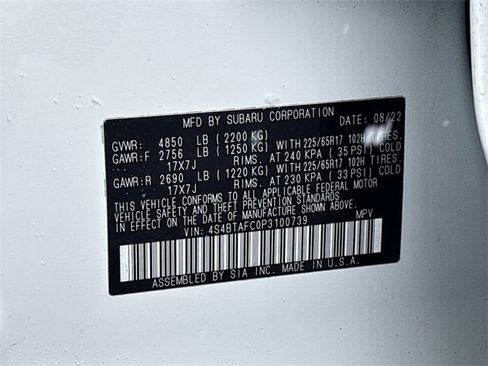 MFD BY SUBARU CORPORATION DATE: 08/22
GVWR: 4850 LB ( 2200 KG)
GAWR:F 2756 LB ( 1250 KG) WITH 225/65R17 102H TIRES.
17X7J RIMS. AT 240 KPA ( 35 PSI) COLD
GAWR:R 2690 LB ( 1220 KG) WITH 225/65R17 102H TIRES.
17X7J RIMS. AT 230 KPA ( 33 PSI) COLD
THIS VEHICLE CONFORMS TO ALL APPLICABLE FEDERAL MOTOR
VEHICLE SAFETY, BUMPER, AND THEFT PREVENTION STANDARDS
IN EFFECT ON THE DATE OF MANUFACTURE SHOWN ABOVE.
VIN: 4S4BTAFC0P3100739 MPV
ASSEMBLED BY SIA INC. MADE IN U.S.A.